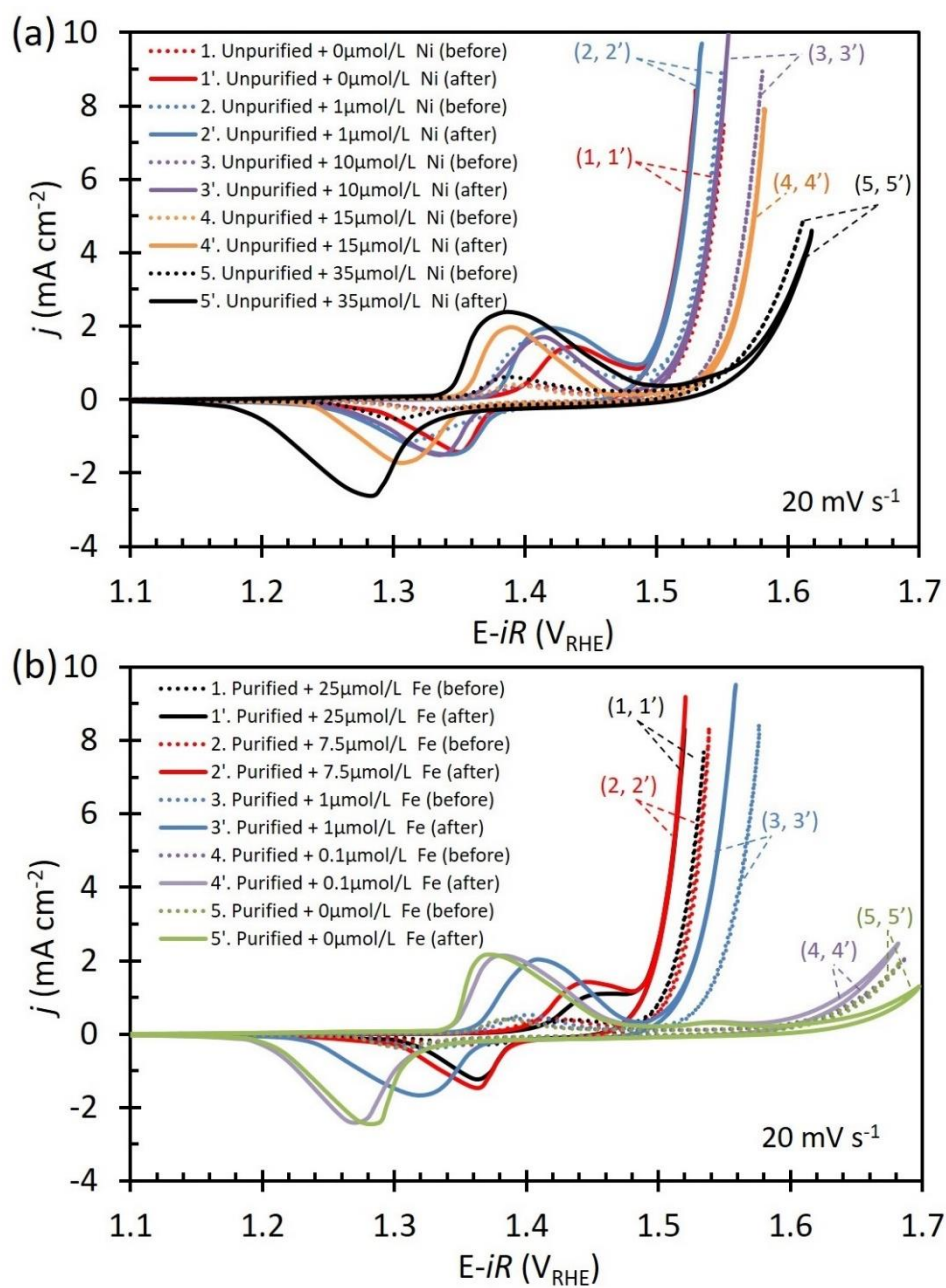 (a)
10
8
6
4
2
0
-2
-4
j (mA cm-2)
1. Unpurified + 0µmol/L Ni (before)
1'. Unpurified + 0µmol/L Ni (after)
2. Unpurified + 1µmol/L Ni (before)
2'. Unpurified + 1µmol/L Ni (after)
3. Unpurified + 10µmol/L Ni (before)
3'. Unpurified + 10µmol/L Ni (after)
4. Unpurified + 15µmol/L Ni (before)
4'. Unpurified + 15µmol/L Ni (after)
5. Unpurified + 35µmol/L Ni (before)
5'. Unpurified + 35µmol/L Ni (after)
(2, 2’)
(3, 3’)
(1, 1’)
(4, 4’)
(5, 5’)
20 mV s-1
1.1 1.2 1.3 1.4 1.5 1.6 1.7
E-iR (VRHE)
(b)
10
8
6
4
2
0
-2
-4
j (mA cm-2)
1. Purified + 25µmol/L Fe (before)
1'. Purified + 25µmol/L Fe (after)
2. Purified + 7.5µmol/L Fe (before)
2'. Purified + 7.5µmol/L Fe (after)
3. Purified + 1µmol/L Fe (before)
3'. Purified + 1µmol/L Fe (after)
4. Purified + 0.1µmol/L Fe (before)
4'. Purified + 0.1µmol/L Fe (after)
5. Purified + 0µmol/L Fe (before)
5'. Purified + 0µmol/L Fe (after)
(1, 1’)
(2, 2’)
(3, 3’)
(5, 5’)
(4, 4’)
20 mV s-1
1.1 1.2 1.3 1.4 1.5 1.6 1.7
E-iR (VRHE)